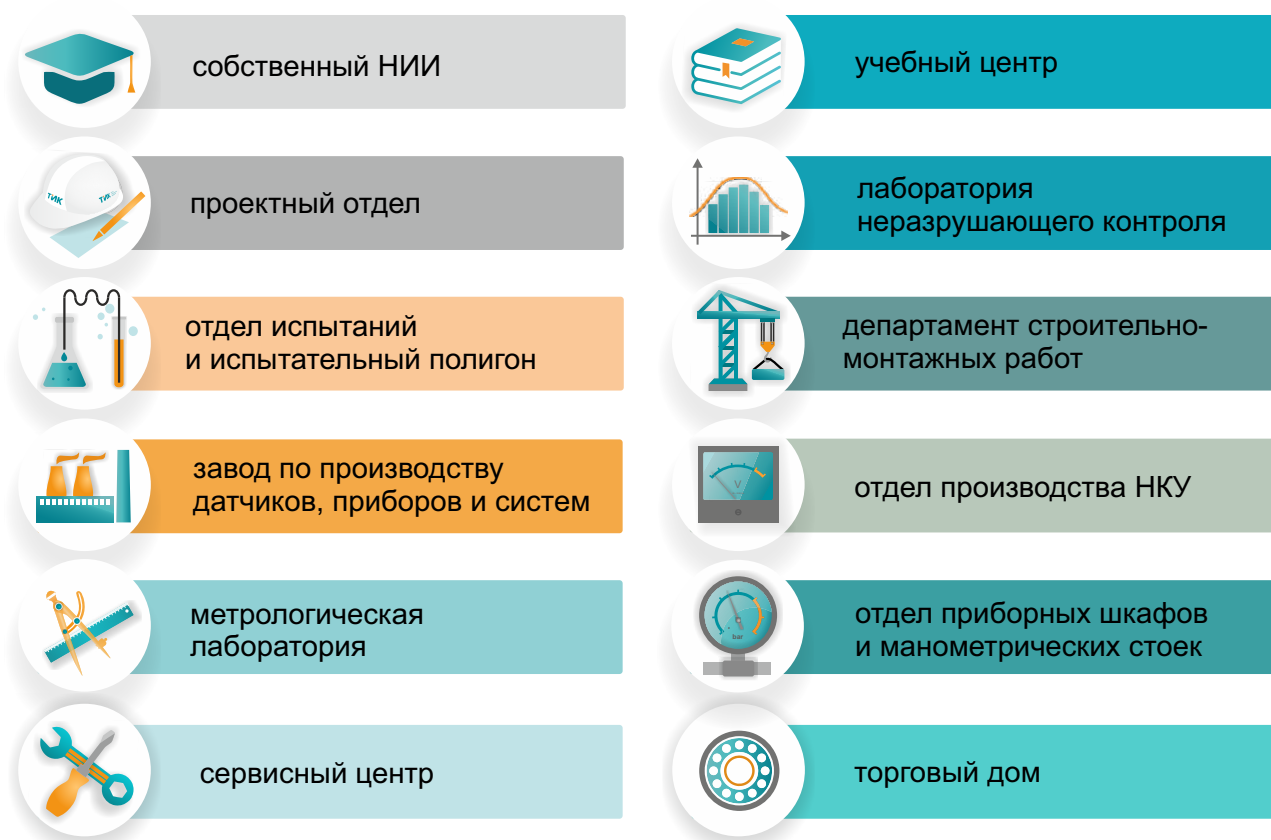 собственный НИИ
проектный отдел
ТИК
ТИК
отдел испытаний
и испытательный полигон
завод по производству
датчиков, приборов и систем
метрологическая
лаборатория
сервисный центр
учебный центр
лаборатория
неразрушающего контроля
департамент строительно-
монтажных работ
V
отдел производства НКУ
bar
отдел приборных шкафов
и манометрических стоек
торговый дом